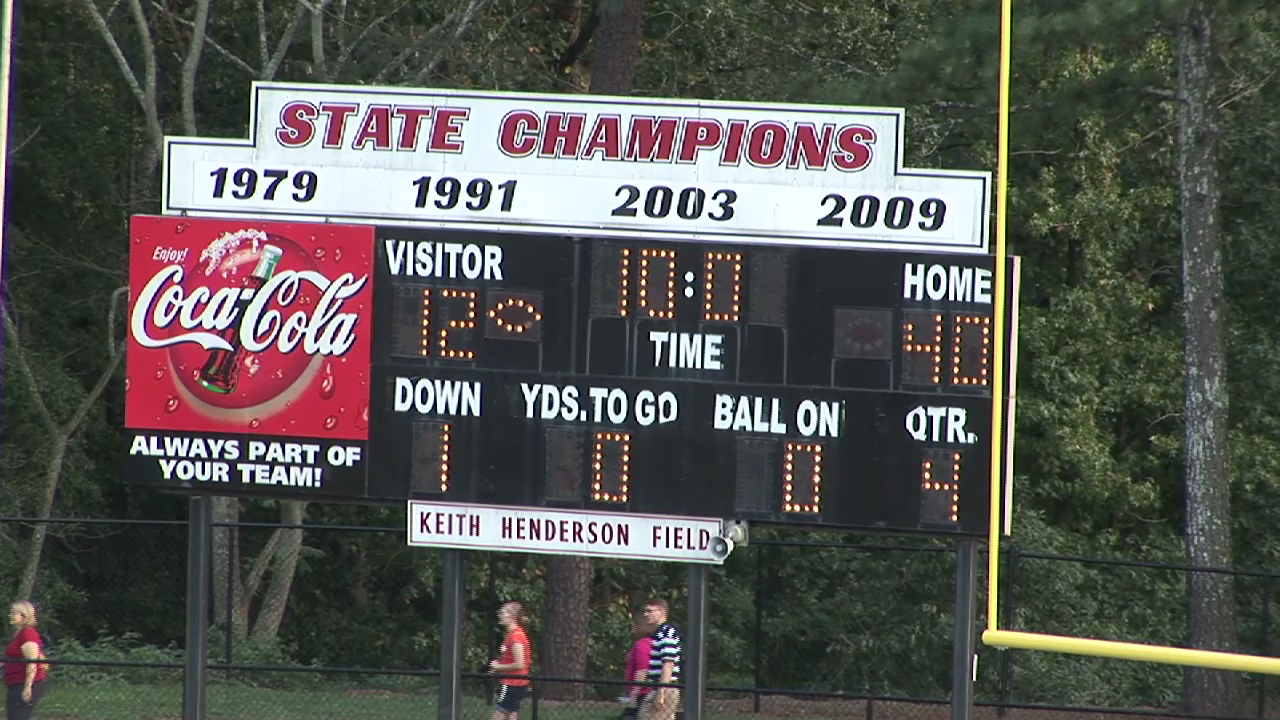 STATE CHAMPIONS
1979 1991 2003 2009
Enjoy!
Coca-Cola
ALWAYS PART OF
YOUR TEAM!
VISITOR 10:0 HOME
12 TIME 40
DOWN YDS.TO GO BALL ON QTR.
1 0 0 4
KEITH HENDERSON FIELD